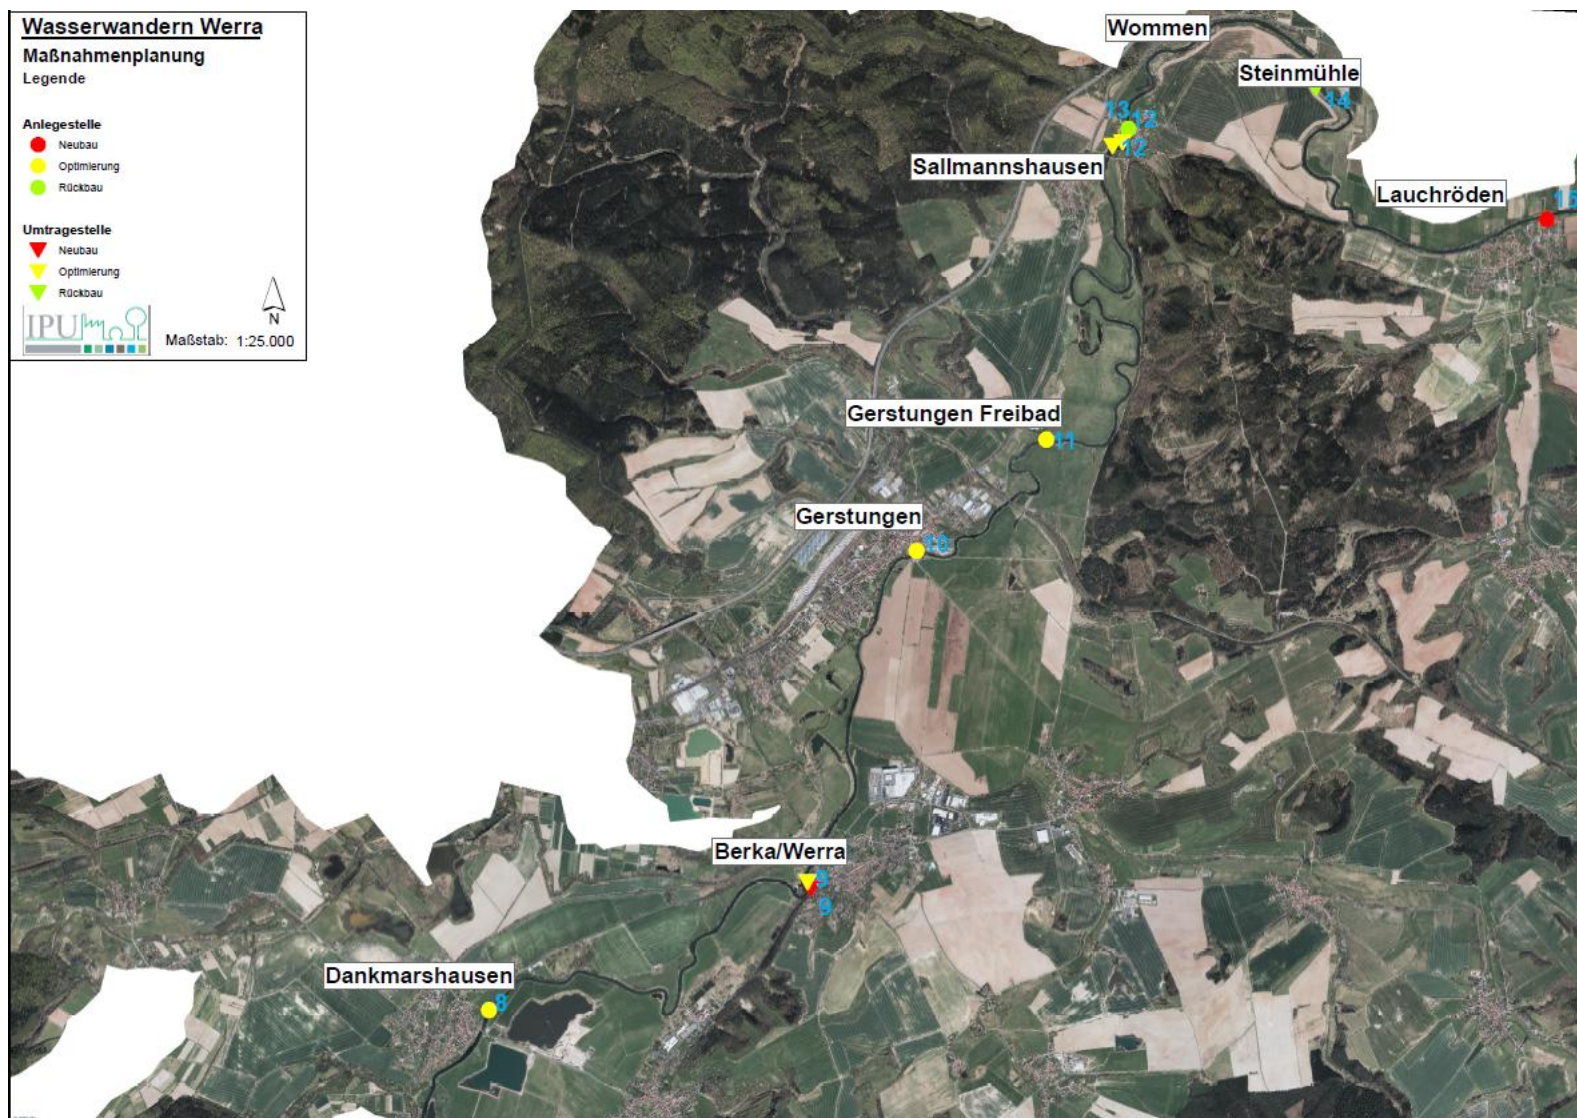 Wasserwandern Werra
Maßnahmenplanung
Legende
Anlegestelle
Neubau
Optimierung
Rückbau
Umtragestelle
Neubau
Optimierung
Rückbau
N
IPU
Maßstab: 1:25.000
Wommen
Steinmühle
14
13 12
12
Sallmannshausen
Lauchröden
15
Gerstungen Freibad
11
Gerstungen
10
Berka/Werra
9
9
Dankmarshausen
8